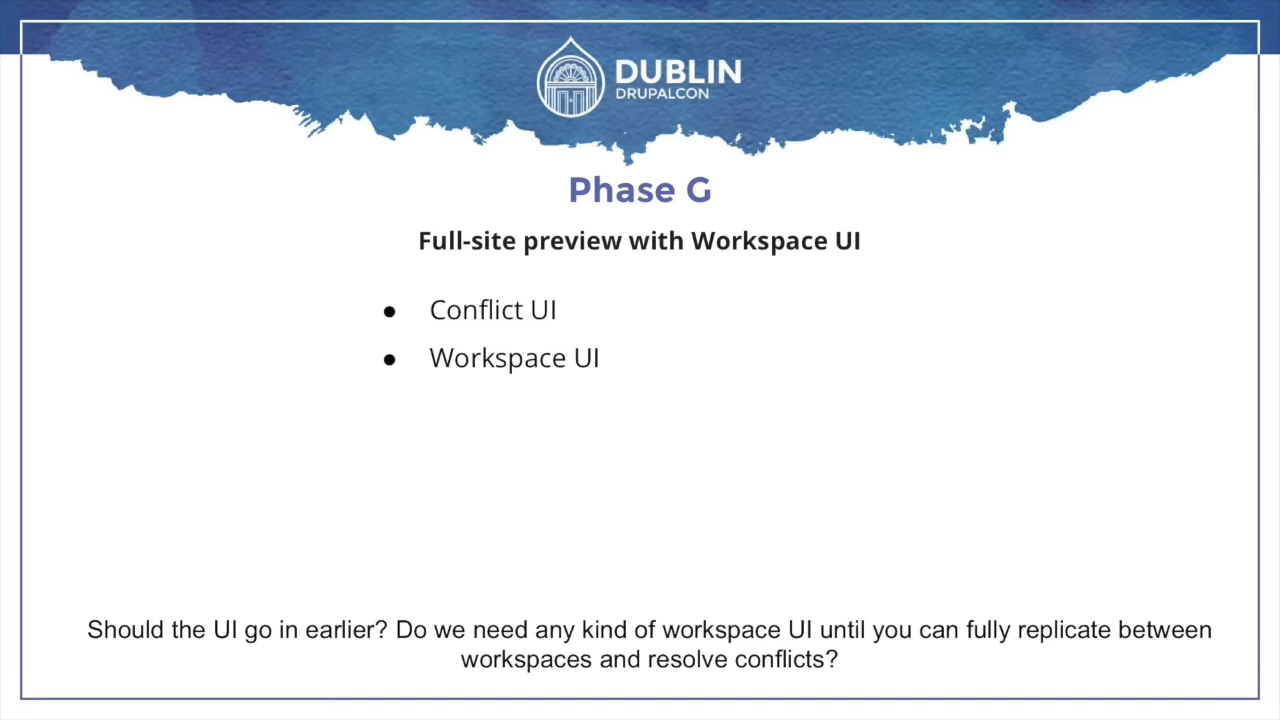 DUBLIN
DRUPALCON
Phase G
Full-site preview with Workspace UI
● Conflict UI
● Workspace UI
Should the UI go in earlier? Do we need any kind of workspace UI until you can fully replicate between
workspaces and resolve conflicts?